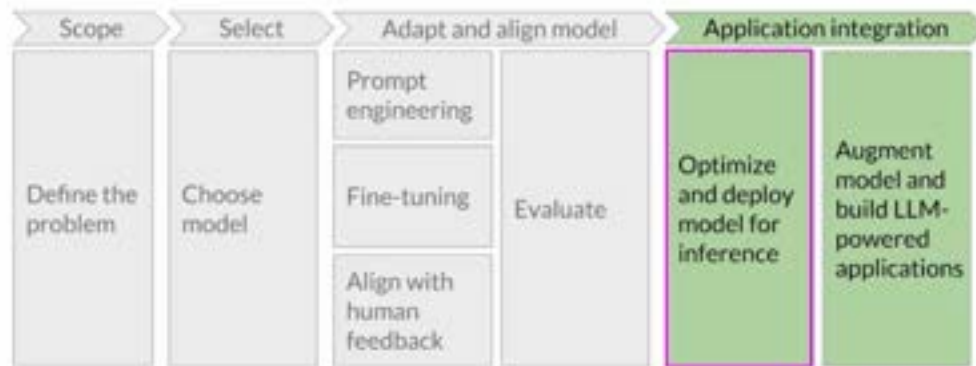 Scope
Select
Adapt and align model
Application integration
Define the
problem
Choose
model
Prompt
engineering
Fine-tuning
Align with
human
feedback
Evaluate
Optimize
and deploy
model for
inference
Augment
model and
build LLM-
powered
applications